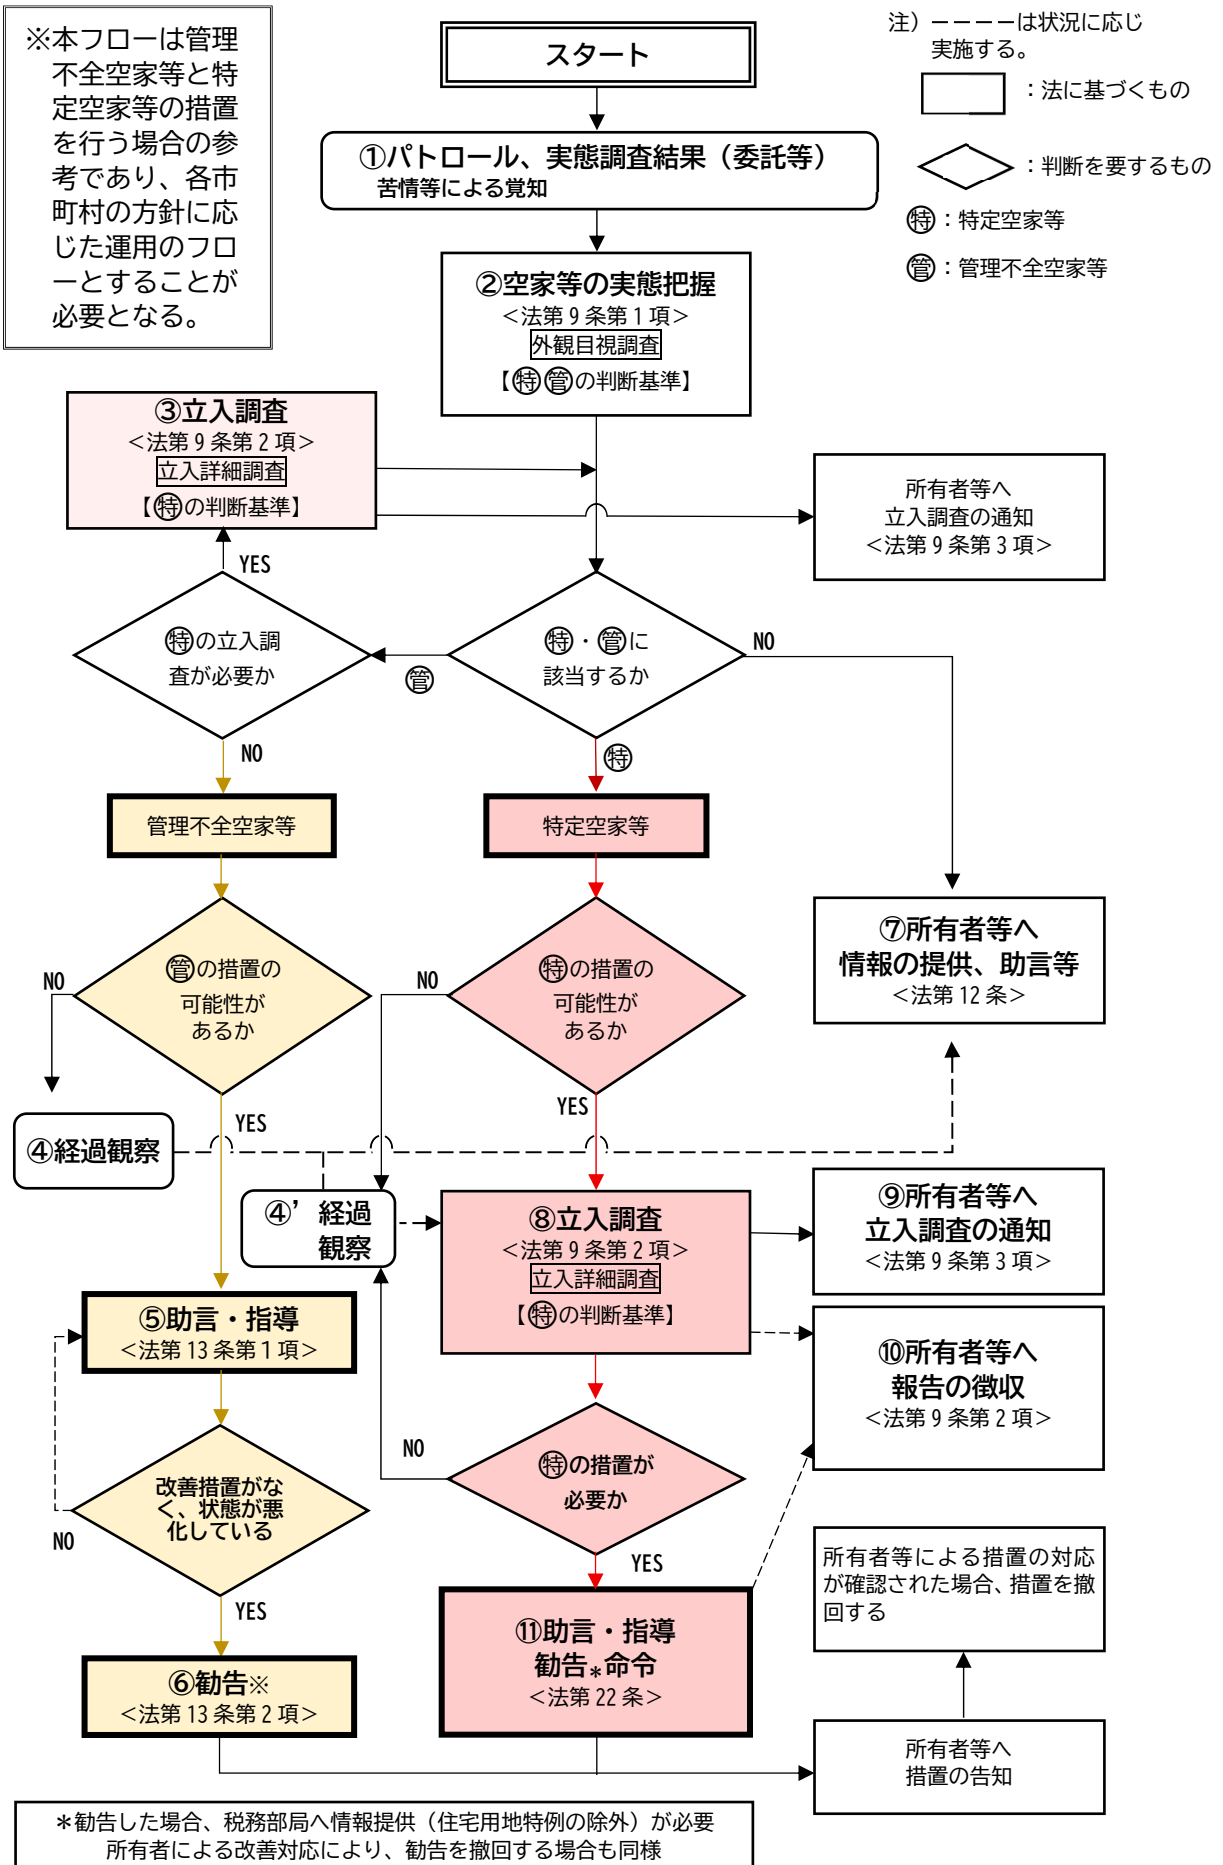 ※本フローは管理
不全空家等と特
定空家等の措置
を行う場合の参
考であり、各市
町村の方針に応
じた運用のフロ
ーとすることが
必要となる。
スタート
注）－－－－は状況に応じ
実施する。
：法に基づくもの
：判断を要するもの
㊕：特定空家等
管：管理不全空家等
①パトロール、実態調査結果（委託等）
苦情等による覚知
②空家等の実態把握
＜法第9条第1項＞
外観目視調査
【㊕管の判断基準】
③立入調査
＜法第9条第2項＞
立入詳細調査
【㊕の判断基準】
所有者等へ
立入調査の通知
＜法第9条第3項＞
YES
㊕の立入調
査が必要か
管
㊕・管に
該当するか
NO
NO
㊕
管理不全空家等
特定空家等
⑦所有者等へ
情報の提供、助言等
＜法第12条＞
NO
管の措置の
可能性が
あるか
NO
㊕の措置の
可能性が
あるか
YES
YES
④経過観察
④’経過
観察
⑧立入調査
＜法第9条第2項＞
立入詳細調査
【㊕の判断基準】
⑨所有者等へ
立入調査の通知
＜法第9条第3項＞
⑤助言・指導
＜法第13条第1項＞
⑩所有者等へ
報告の徴収
＜法第9条第2項＞
NO
㊕の措置が
必要か
改善措置がな
く、状態が悪
化している
NO
YES
YES
所有者等による措置の対応
が確認された場合、措置を撤
回する
⑪助言・指導
勧告*命令
＜法第22条＞
⑥勧告※
＜法第13条第2項＞
所有者等へ
措置の告知
＊勧告した場合、税務部局へ情報提供（住宅用地特例の除外）が必要
所有者による改善対応により、勧告を撤回する場合も同様